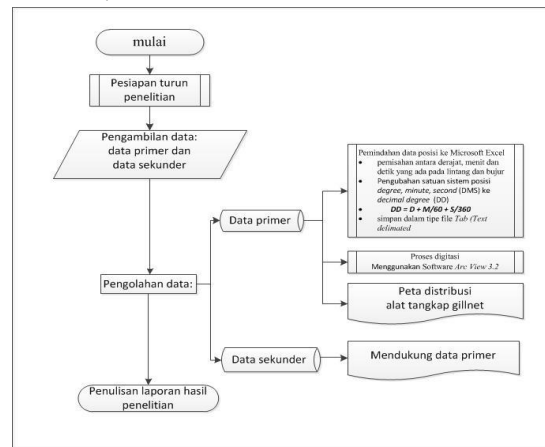 mulai
Pesiapan turun
penelitian
Pengambilan data:
data primer dan
data sekunder
Pengolahan data:
Penulisan laporan hasil
penelitian
Data primer
Data sekunder
Pemindahan data posisi ke Microsoft Excel
• pemisahan antara derajat, menit dan
detik yang ada pada lintang dan bujur
• Pengubahan satuan sistem posisi
degree, minute, second (DMS) ke
decimal degree (DD)
• DD = D + M/60 + S/360
• simpan dalam tipe file Tab (Text
delimated
Proses digitasi
Menggunakan Software Arc View 3.2
Peta distribusi
alat tangkap gillnet
Mendukung data primer